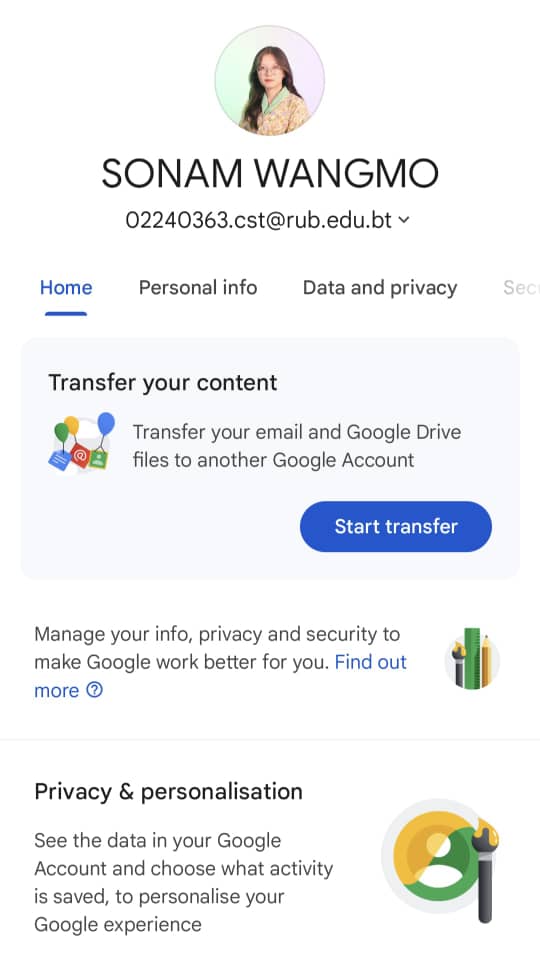 SONAM WANGMO
02240363.cst@rub.edu.bt
Home Personal info Data and privacy Sec
Transfer your content
Transfer your email and Google Drive
files to another Google Account
Start transfer
Manage your info, privacy and security to
make Google work better for you. Find out
more
Privacy & personalisation
See the data in your Google
Account and choose what activity
is saved, to personalise your
Google experience